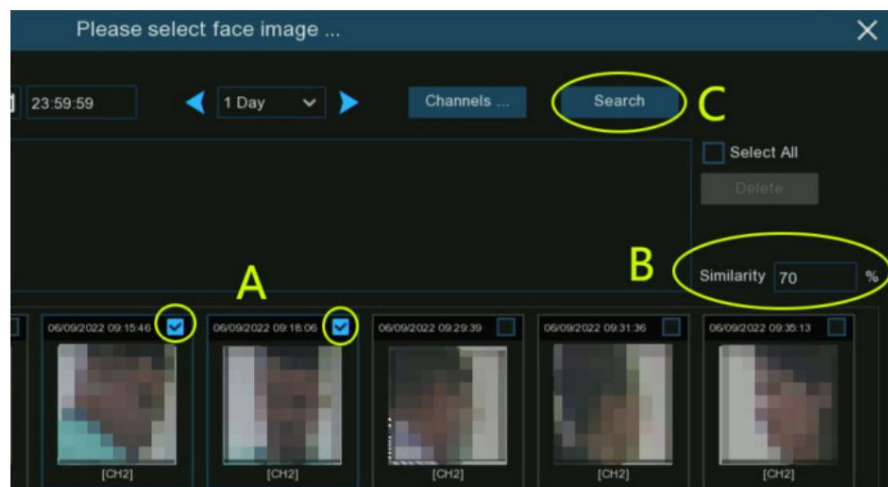 Please select face image ...
23:59:59
1 Day
Channels ...
Search
C
Select All
Delete
A
B
Similarity 70 %
06/09/2022 09:15:46
06/09/2022 09:18:06
06/09/2022 09:29:39
06/09/2022 09:31:36
06/09/2022 09:35:13
[CH2]
[CH2]
[CH2]
[CH2]
[CH2]